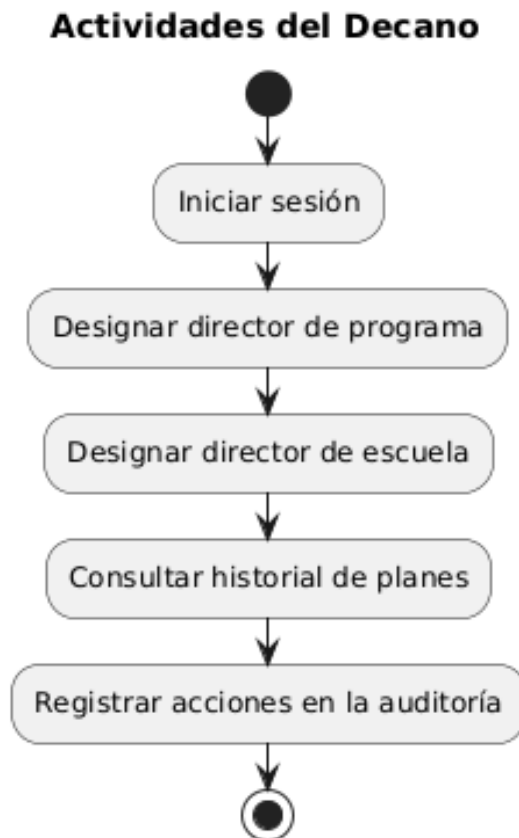 Actividades del Decano
Iniciar sesión
Designar director de programa
Designar director de escuela
Consultar historial de planes
Registrar acciones en la auditoría